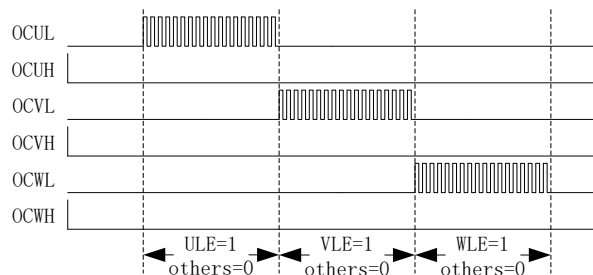 OCUL
OCUH
OCVL
OCVH
OCWL
OCWH
ULE=1 VLE=1 WLE=1
others=0 others=0 others=0